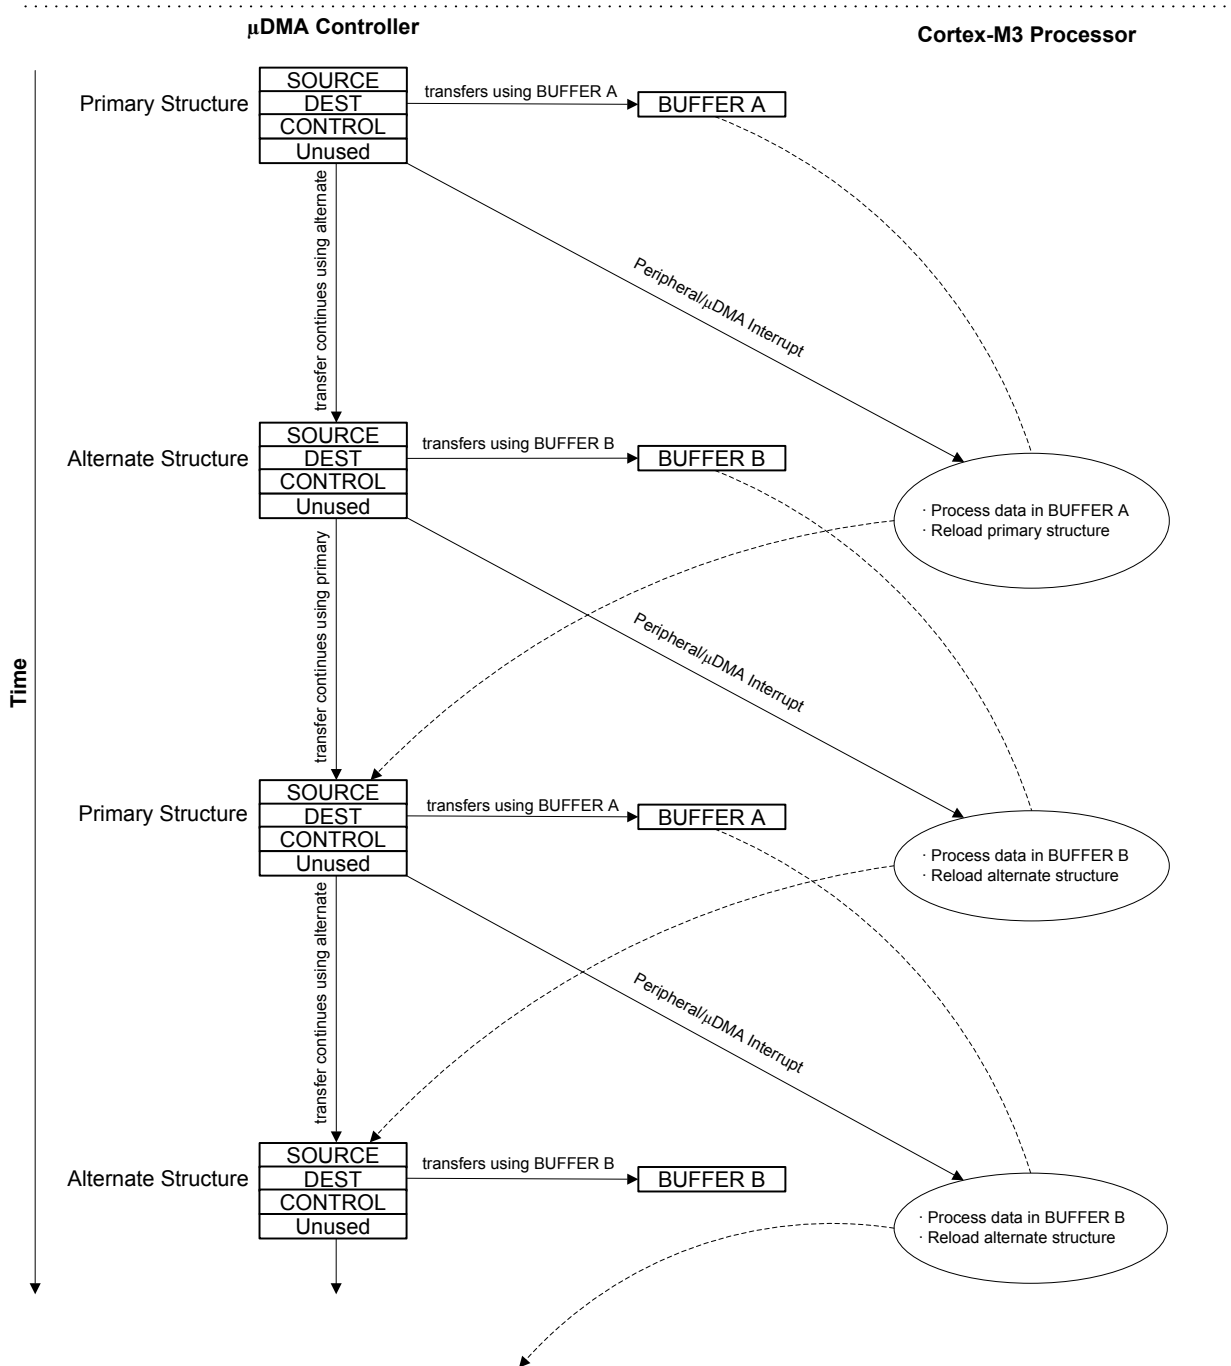 μDMA Controller
Cortex-M3 Processor
SOURCE
Primary Structure
DEST
transfers using BUFFER A
BUFFER A
CONTROL
Unused
transfer continues using alternate
Peripheral/μDMA Interrupt
SOURCE
Alternate Structure
DEST
transfers using BUFFER B
BUFFER B
CONTROL
Unused
· Process data in BUFFER A
· Reload primary structure
transfer continues using primary
Peripheral/μDMA Interrupt
Time
SOURCE
Primary Structure
DEST
transfers using BUFFER A
BUFFER A
CONTROL
Unused
· Process data in BUFFER B
· Reload alternate structure
transfer continues using alternate
Peripheral/μDMA Interrupt
SOURCE
Alternate Structure
DEST
transfers using BUFFER B
BUFFER B
CONTROL
Unused
· Process data in BUFFER B
· Reload alternate structure